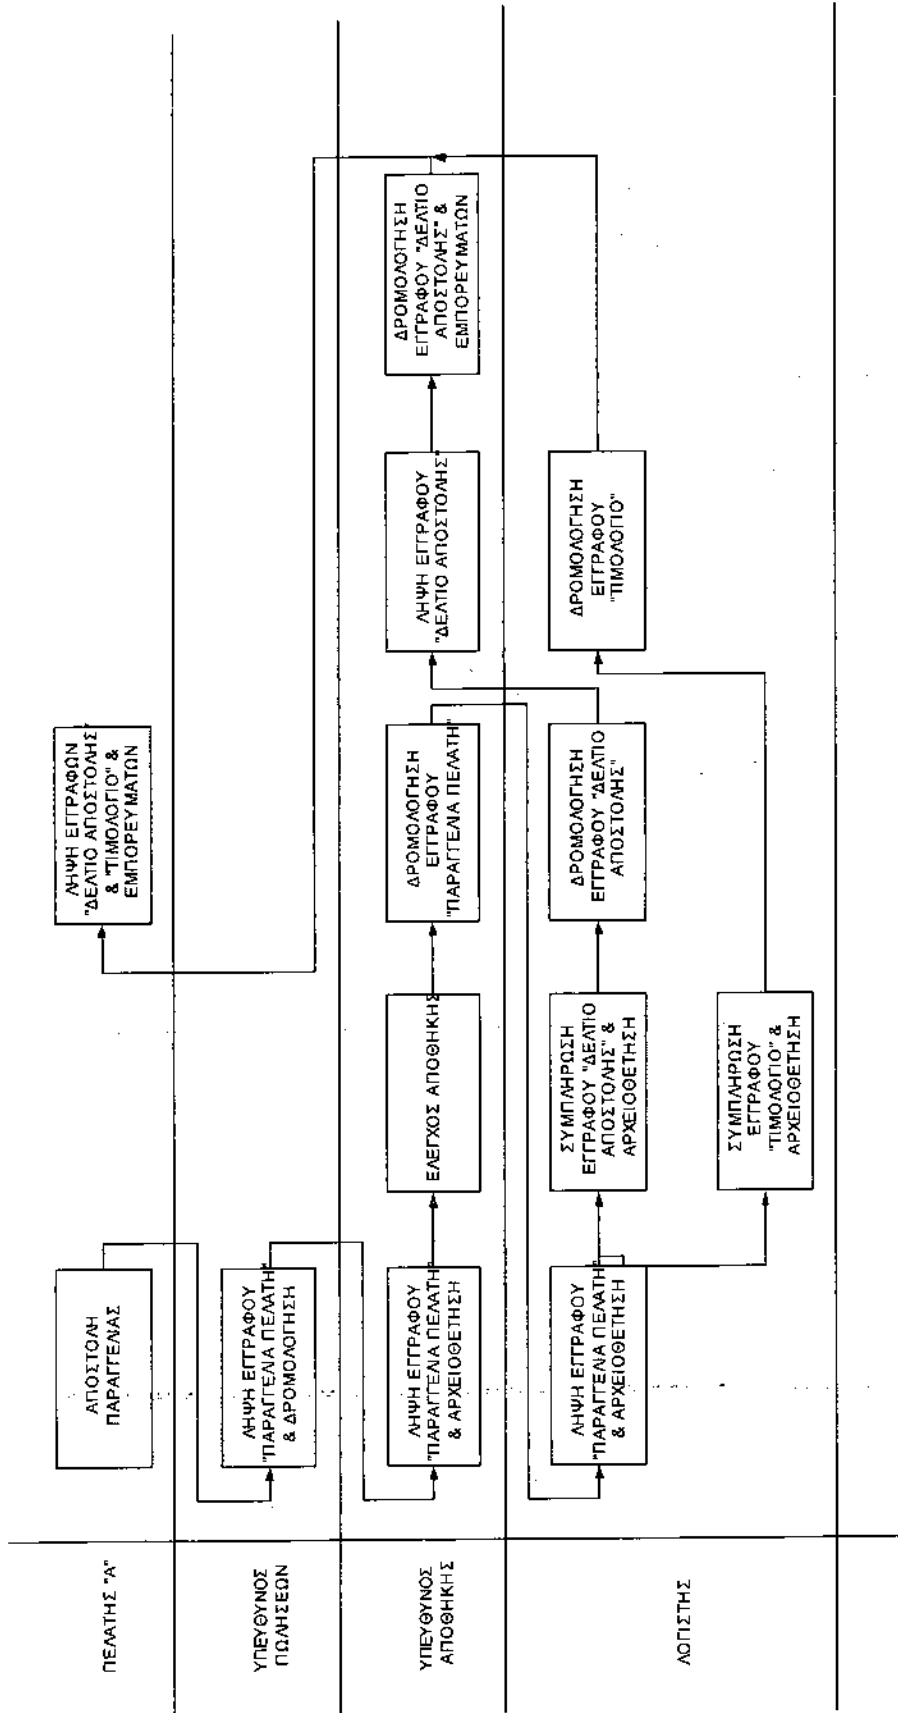 ΠΕΛΑΤΗΣ "Α"
ΑΠΟΣΤΟΛΗ
ΠΑΡΑΓΓΕΛΙΑΣ
ΛΗΨΗ ΕΓΓΡΑΦΩΝ
"ΔΕΛΤΙΟ ΑΠΟΣΤΟΛΗΣ"
& "ΤΙΜΟΛΟΓΙΟ" &
ΕΜΠΟΡΕΥΜΑΤΩΝ
ΥΠΕΥΘΥΝΟΣ
ΠΩΛΗΣΕΩΝ
ΛΗΨΗ ΕΓΓΡΑΦΟΥ
"ΠΑΡΑΓΓΕΛΙΑ ΠΕΛΑΤΗ"
& ΔΡΟΜΟΛΟΓΗΣΗ
ΥΠΕΥΘΥΝΟΣ
ΑΠΟΘΗΚΗΣ
ΛΗΨΗ ΕΓΓΡΑΦΟΥ
"ΠΑΡΑΓΓΕΛΙΑ ΠΕΛΑΤΗ"
& ΑΡΧΕΙΟΘΕΤΗΣΗ
ΕΛΕΓΧΟΣ ΑΠΟΘΗΚΗΣ
ΔΡΟΜΟΛΟΓΗΣΗ
ΕΓΓΡΑΦΟΥ
"ΠΑΡΑΓΓΕΛΙΑ ΠΕΛΑΤΗ"
ΛΗΨΗ ΕΓΓΡΑΦΟΥ
"ΔΕΛΤΙΟ ΑΠΟΣΤΟΛΗΣ"
ΔΡΟΜΟΛΟΓΗΣΗ
ΕΓΓΡΑΦΟΥ "ΔΕΛΤΙΟ
ΑΠΟΣΤΟΛΗΣ" &
ΕΜΠΟΡΕΥΜΑΤΩΝ
ΛΟΓΙΣΤΗΣ
ΛΗΨΗ ΕΓΓΡΑΦΟΥ
"ΠΑΡΑΓΓΕΛΙΑ ΠΕΛΑΤΗ"
& ΑΡΧΕΙΟΘΕΤΗΣΗ
ΣΥΜΠΛΗΡΩΣΗ
ΕΓΓΡΑΦΟΥ "ΔΕΛΤΙΟ
ΑΠΟΣΤΟΛΗΣ" &
ΑΡΧΕΙΟΘΕΤΗΣΗ
ΔΡΟΜΟΛΟΓΗΣΗ
ΕΓΓΡΑΦΟΥ "ΔΕΛΤΙΟ
ΑΠΟΣΤΟΛΗΣ"
ΔΡΟΜΟΛΟΓΗΣΗ
ΕΓΓΡΑΦΟΥ
"ΤΙΜΟΛΟΓΙΟ"
ΣΥΜΠΛΗΡΩΣΗ
ΕΓΓΡΑΦΟΥ
"ΤΙΜΟΛΟΓΙΟ" &
ΑΡΧΕΙΟΘΕΤΗΣΗ